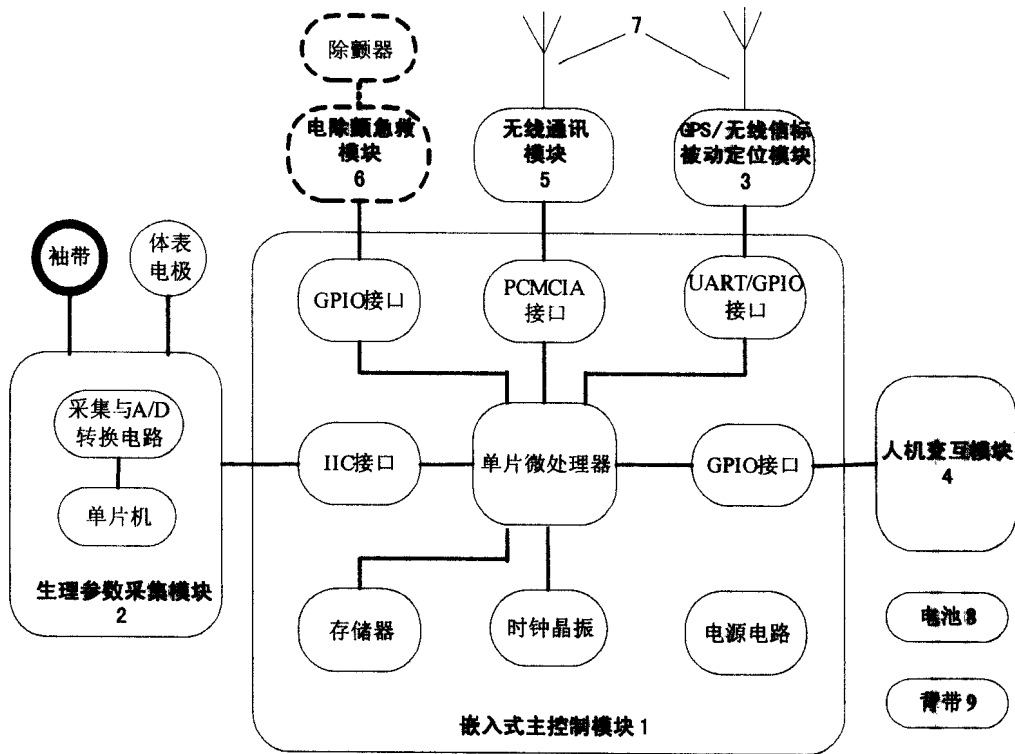 7
除颤器
电除颤急救
模块
6
无线通讯
模块
5
GPS/无线信标
被动定位模块
3
袖带
体表
电极
GPIO接口
PCMCIA
接口
UART/GPIO
接口
采集与A/D
转换电路
单片机
生理参数采集模块
2
IIC接口
单片微处理器
GPIO接口
人机交互模块
4
存储器
时钟晶振
电源电路
电池8
背带9
嵌入式主控制模块1